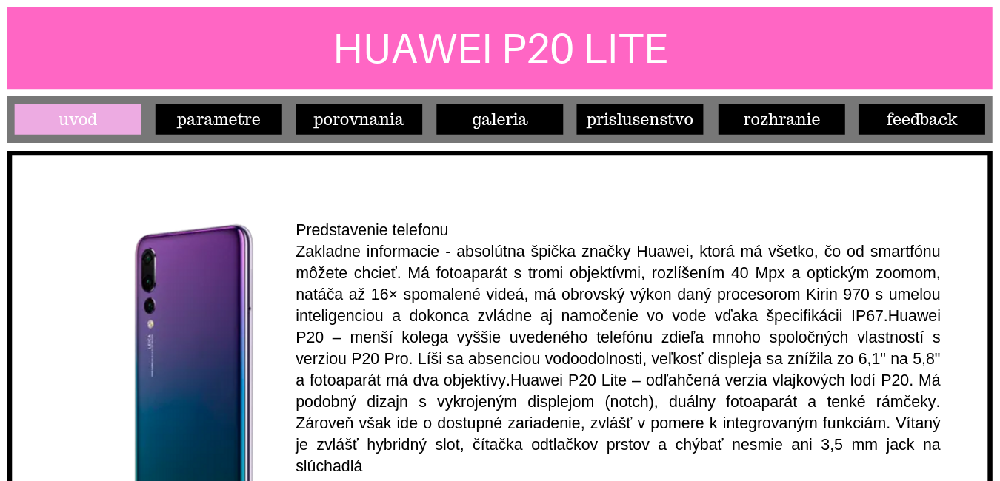 HUAWEI P20 LITE
uvod parametre porovnania galeria prislusenstvo rozhranie feedback
Predstavenie telefonu
Zakladne informacie - absolútna špička značky Huawei, ktorá má všetko, čo od smartfónu
môžete chcieť. Má fotoaparát s tromi objektívmi, rozlíšením 40 Mpx a optickým zoomom,
natáča až 16× spomalené videá, má obrovský výkon daný procesorom Kirin 970 s umelou
inteligenciou a dokonca zvládne aj namočenie vo vode vďaka špecifikácii IP67.Huawei
P20 – menší kolega vyššie uvedeného telefónu zdieľa mnoho spoločných vlastností s
verziou P20 Pro. Líši sa absenciou vodoodolnosti, veľkosť displeja sa znížila zo 6,1" na 5,8"
a fotoaparát má dva objektívy.Huawei P20 Lite – odľahčená verzia vlajkových lodí P20. Má
podobný dizajn s vykrojeným displejom (notch), duálny fotoaparát a tenké rámčeky.
Zároveň však ide o dostupné zariadenie, zvlášť v pomere k integrovaným funkciám. Vítaný
je zvlášť hybridný slot, čítačka odtlačkov prstov a chýbať nesmie ani 3,5 mm jack na
slúchadlá
LEICA